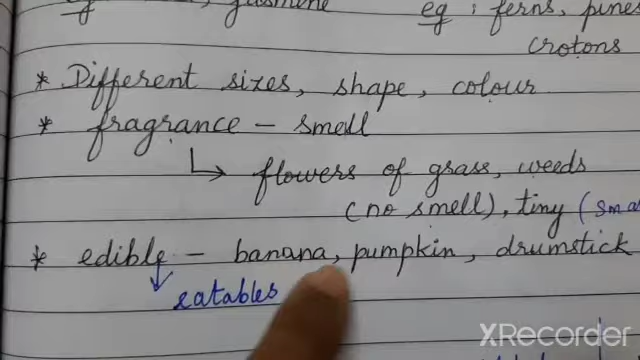 eg : ferns, pines
crotons
* Different sizes, shape, colour
* fragrance - smell
↳ flowers of grass, weeds
(no smell), tiny (sma
* edible - banana, pumpkin, drumstick
↓ eatables
XRecorder